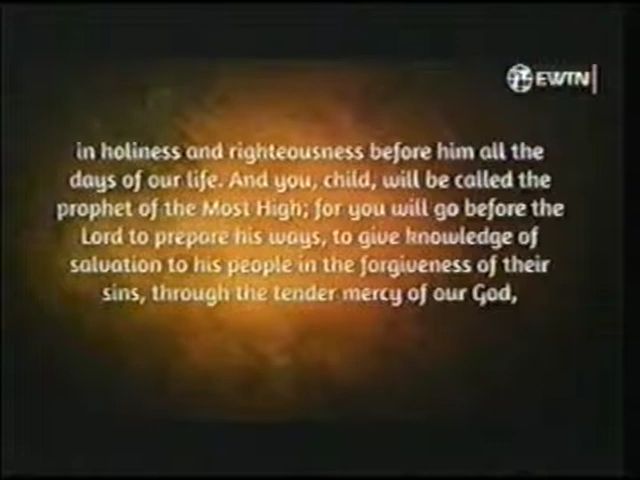 EWTN
in holiness and righteousness before him all the
days of our life. And you, child, will be called the
prophet of the Most High; for you will go before the
Lord to prepare his ways, to give knowledge of
salvation to his people in the forgiveness of their
sins, through the tender mercy of our God,